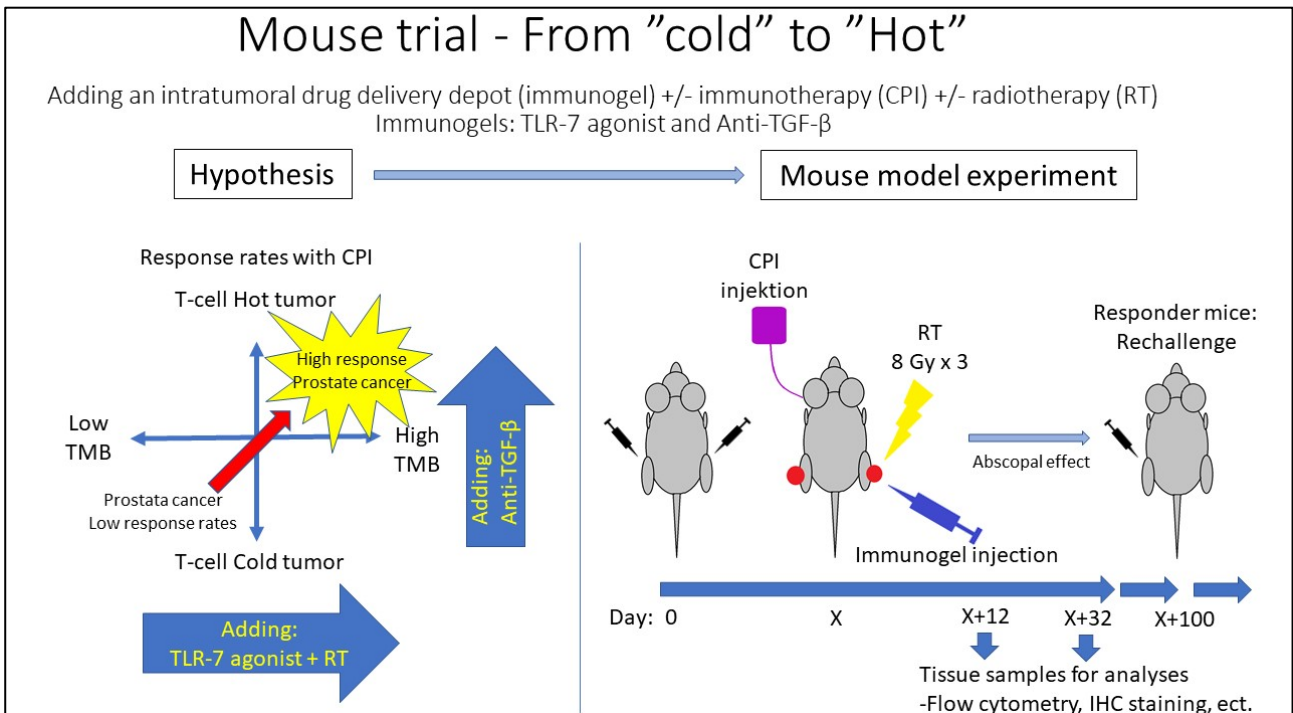 Mouse trial - From ”cold” to ”Hot”
Adding an intratumoral drug delivery depot (immunogel) +/- immunotherapy (CPI) +/- radiotherapy (RT)
Immunogels: TLR-7 agonist and Anti-TGF-β
Hypothesis
Mouse model experiment
Response rates with CPI
T-cell Hot tumor
High response
Prostate cancer
Low
TMB
High
TMB
Prostata cancer
Low response rates
T-cell Cold tumor
Adding:
Anti-TGF-β
Adding:
TLR-7 agonist + RT
CPI
injektion
RT
8 Gy x 3
Responder mice:
Rechallenge
Abscopal effect
Immunogel injection
Day: 0 X X+12 X+32 X+100
Tissue samples for analyses
-Flow cytometry, IHC staining, ect.